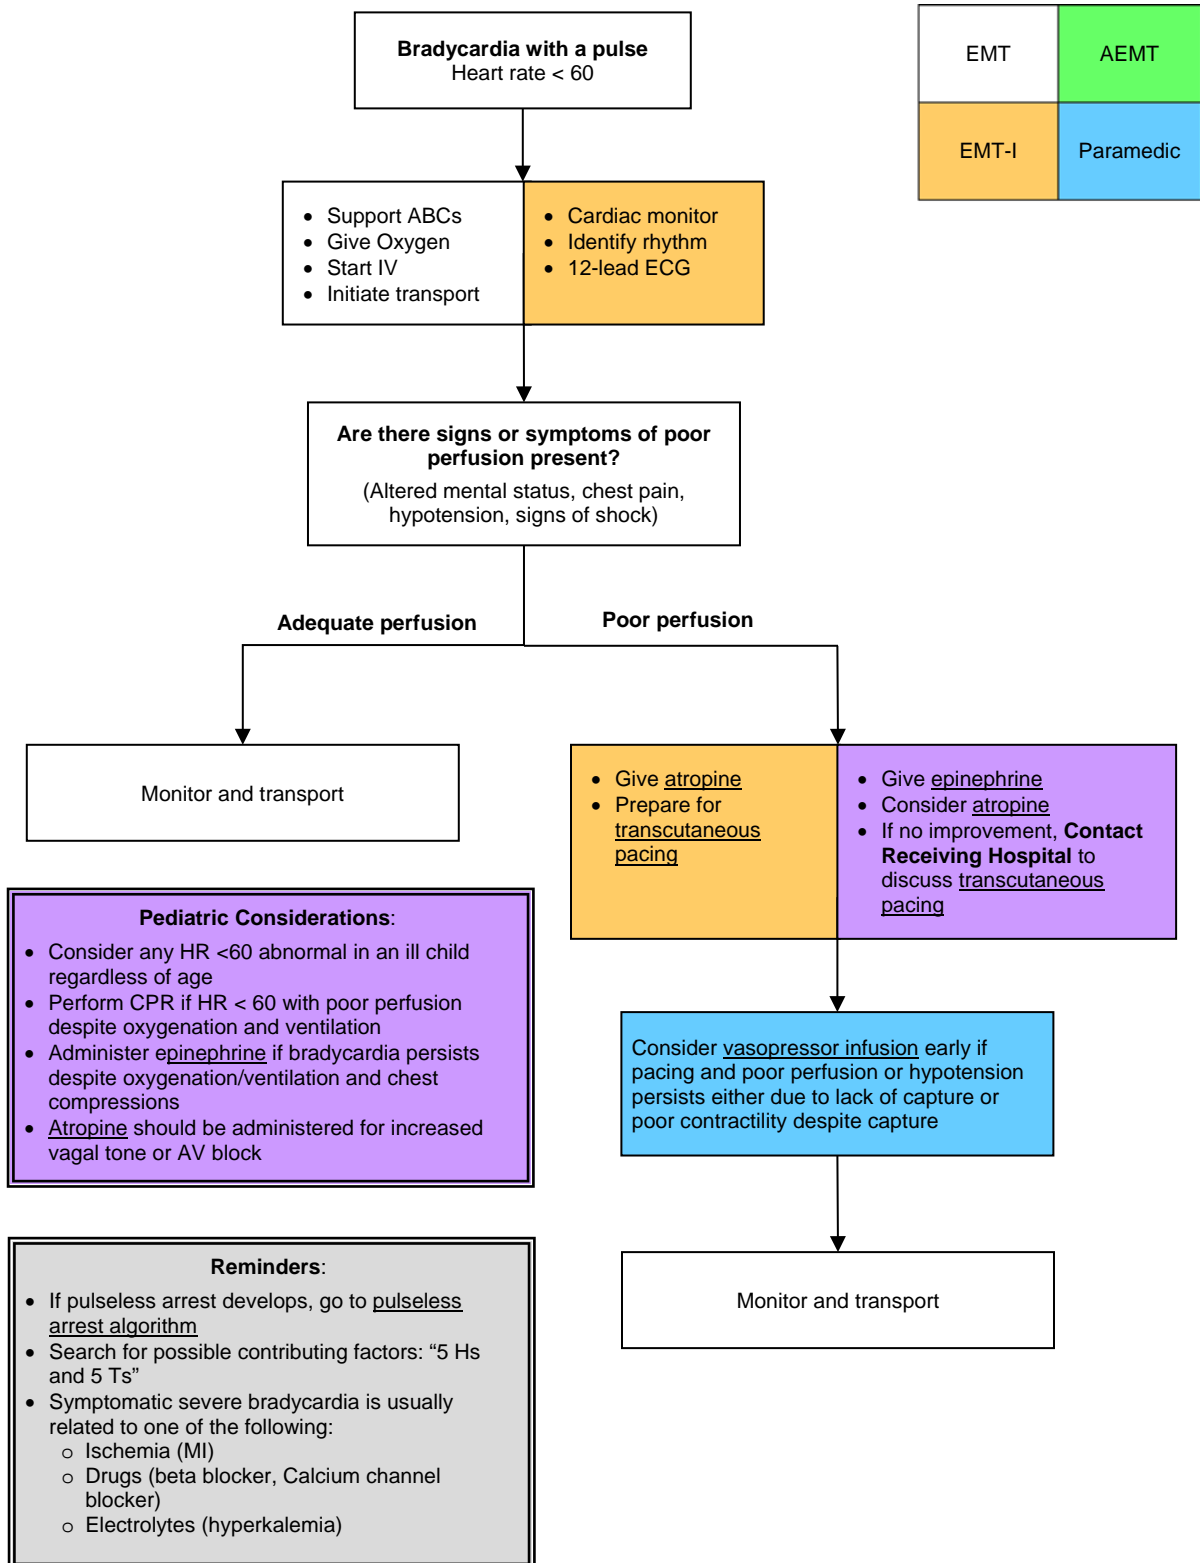 Bradycardia with a pulse
Heart rate < 60
EMT
AEMT
EMT-I
Paramedic
• Support ABCs
• Give Oxygen
• Start IV
• Initiate transport
• Cardiac monitor
• Identify rhythm
• 12-lead ECG
Are there signs or symptoms of poor
perfusion present?
(Altered mental status, chest pain,
hypotension, signs of shock)
Adequate perfusion
Poor perfusion
Monitor and transport
• Give atropine
• Prepare for
transcutaneous
pacing
• Give epinephrine
• Consider atropine
• If no improvement, Contact
Receiving Hospital to
discuss transcutaneous
pacing
Pediatric Considerations:
• Consider any HR <60 abnormal in an ill child
regardless of age
• Perform CPR if HR < 60 with poor perfusion
despite oxygenation and ventilation
• Administer epinephrine if bradycardia persists
despite oxygenation/ventilation and chest
compressions
• Atropine should be administered for increased
vagal tone or AV block
Consider vasopressor infusion early if
pacing and poor perfusion or hypotension
persists either due to lack of capture or
poor contractility despite capture
Monitor and transport
Reminders:
• If pulseless arrest develops, go to pulseless
arrest algorithm
• Search for possible contributing factors: “5 Hs
and 5 Ts”
• Symptomatic severe bradycardia is usually
related to one of the following:
o Ischemia (MI)
o Drugs (beta blocker, Calcium channel
blocker)
o Electrolytes (hyperkalemia)